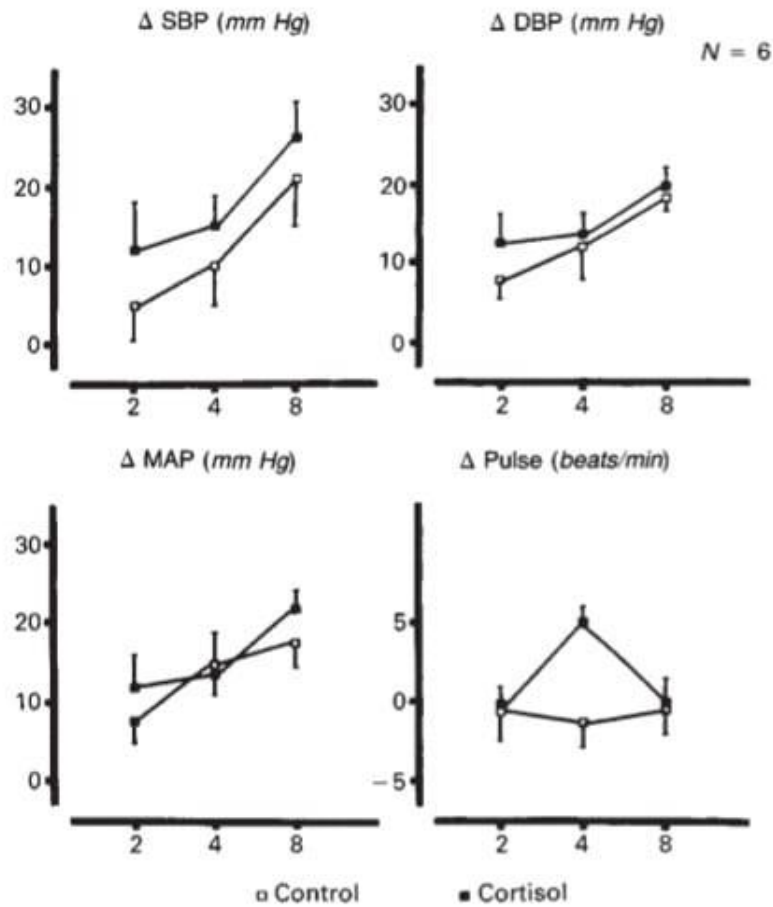 Δ SBP (mm Hg)
Δ DBP (mm Hg)
N = 6
30
20
10
0
2 4 8
30
20
10
0
2 4 8
Δ MAP (mm Hg)
Δ Pulse (beats/min)
30
20
10
0
2 4 8
5
0
−5
2 4 8
□ Control ■ Cortisol